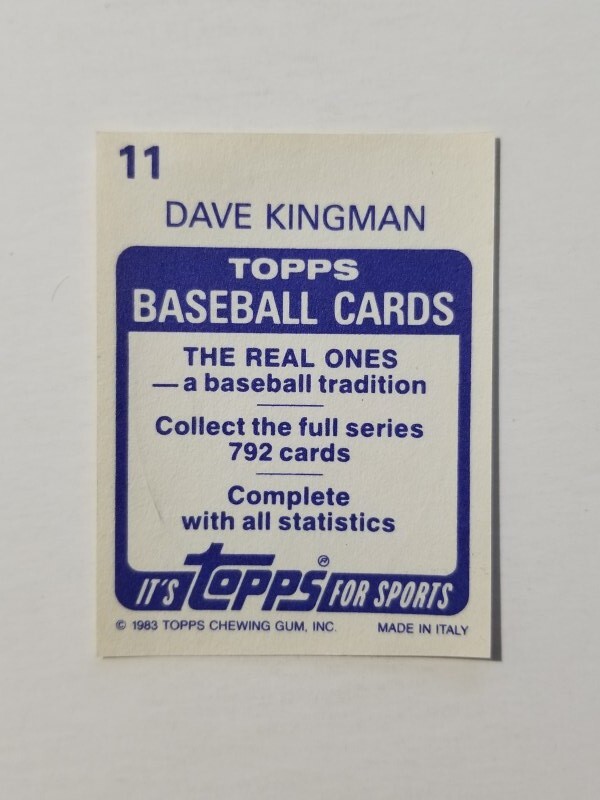 11
DAVE KINGMAN
TOPPS
BASEBALL CARDS
THE REAL ONES
— a baseball tradition
Collect the full series
792 cards
Complete
with all statistics
IT'S topps® FOR SPORTS
© 1983 TOPPS CHEWING GUM, INC. MADE IN ITALY